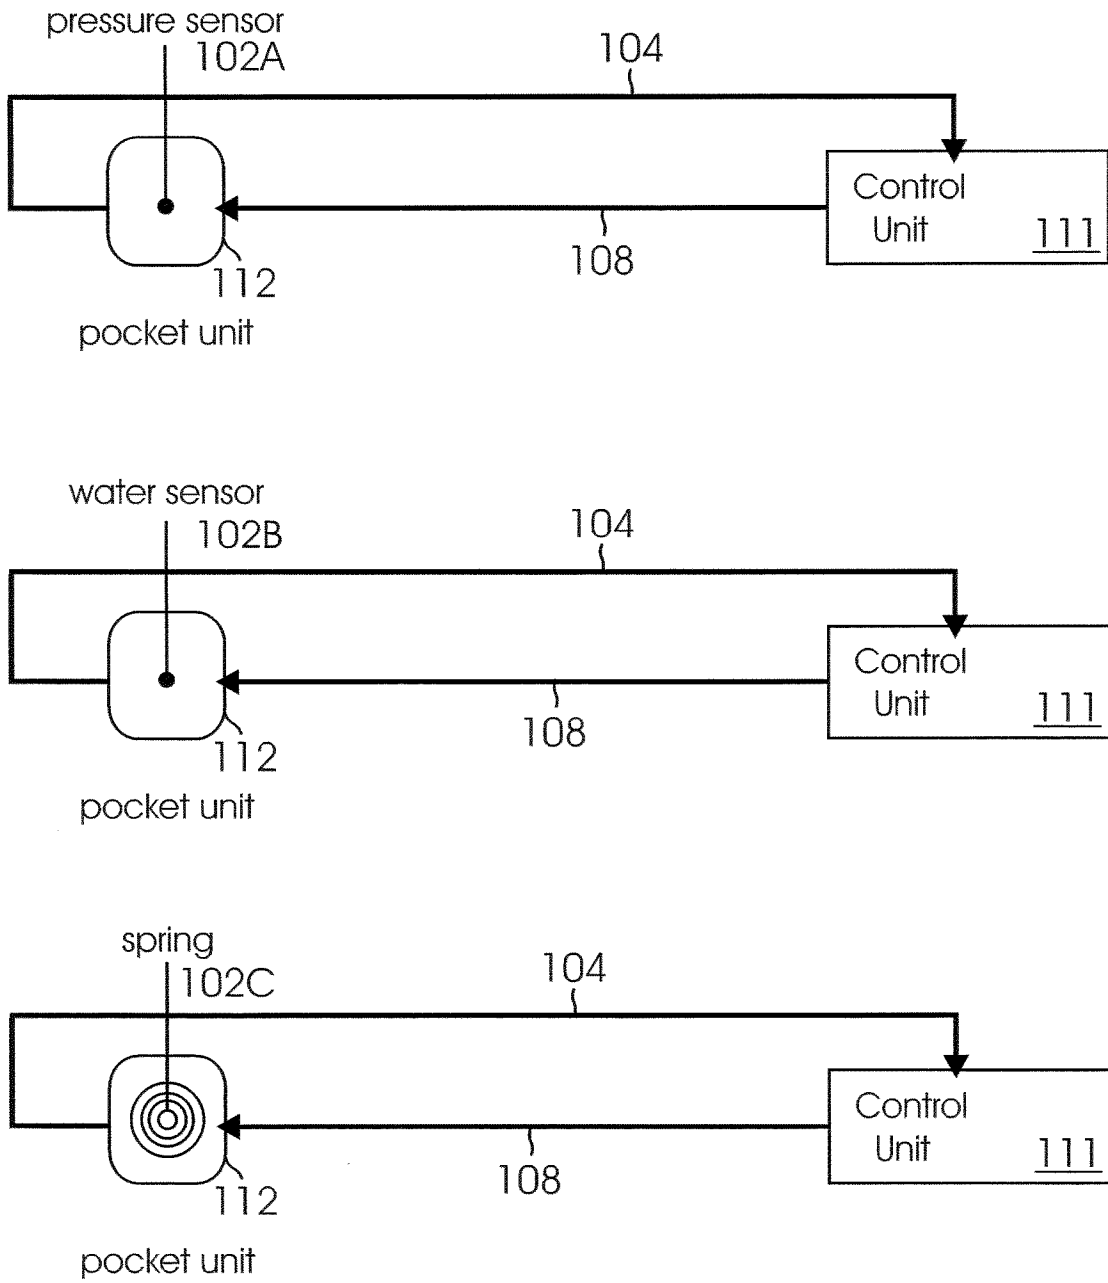 pressure sensor
102A
104
Control
Unit
111
108
112
pocket unit
water sensor
102B
104
Control
Unit
111
108
112
pocket unit
spring
102C
104
Control
Unit
111
108
112
pocket unit